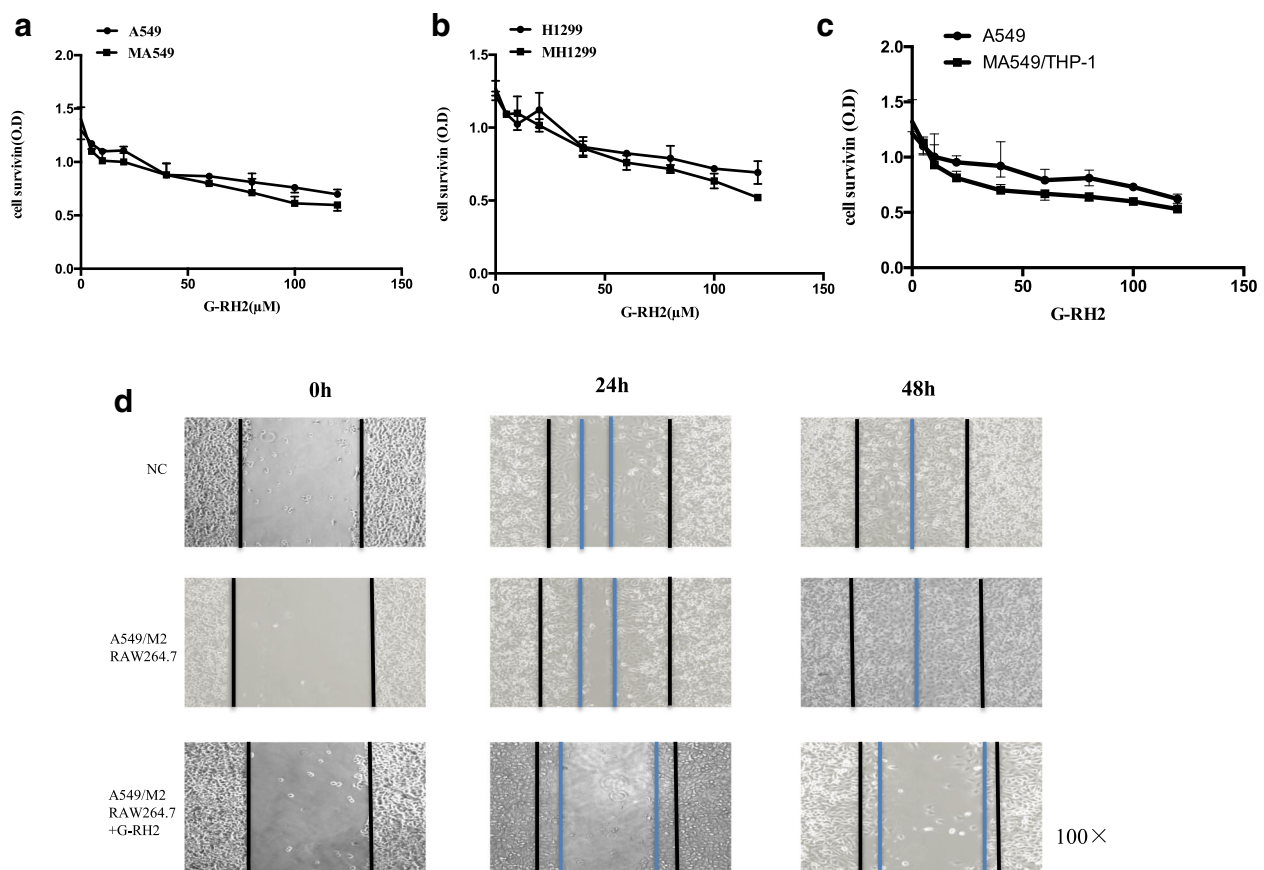 a
A549
MA549
2.0
1.5
1.0
0.5
0.0
cell survivin(O.D)
0 50 100 150
G-RH2(µM)
b
H1299
MH1299
1.5
1.0
0.5
0.0
cell survivin (O.D)
0 50 100 150
G-RH2(µM)
c
A549
MA549/THP-1
2.0
1.5
1.0
0.5
0.0
cell survivin (O.D)
0 50 100 150
G-RH2
d
0h 24h 48h
NC
A549/M2
RAW264.7
A549/M2
RAW264.7
+G-RH2
100×